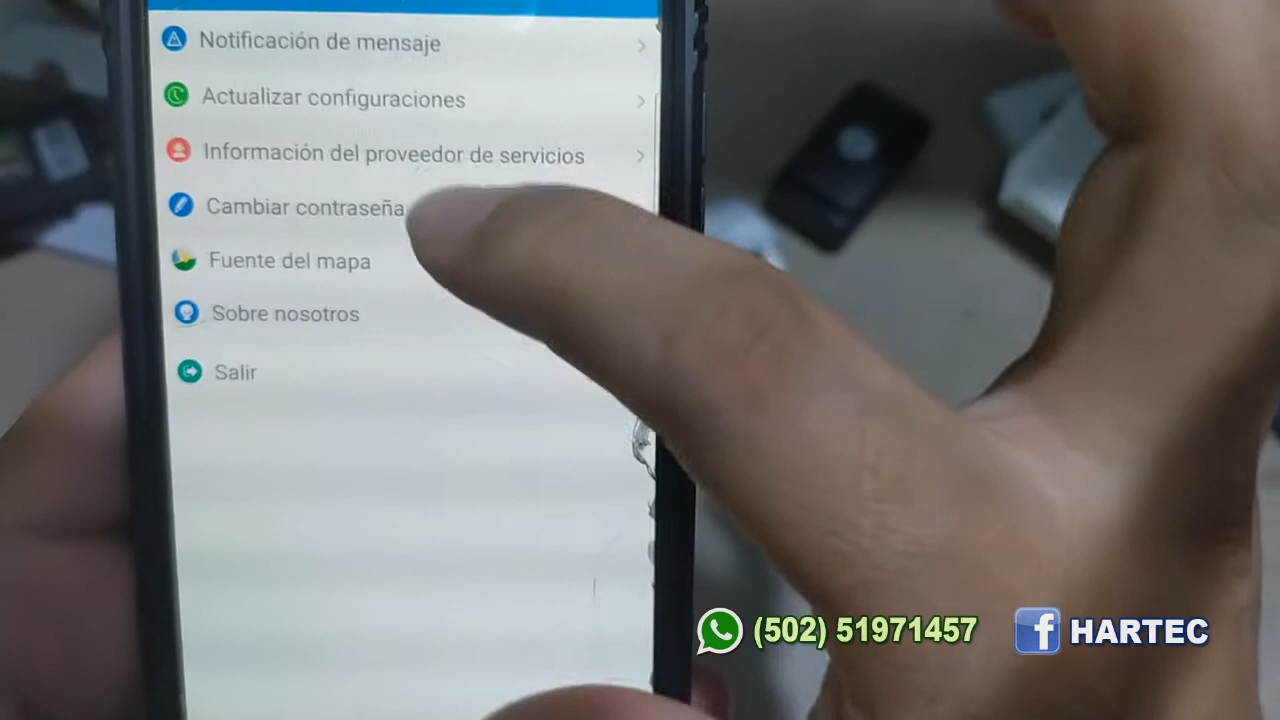 Notificación de mensaje
Actualizar configuraciones
Información del proveedor de servicios
Cambiar contraseña
Fuente del mapa
Sobre nosotros
Salir
(502) 51971457
f HARTEC